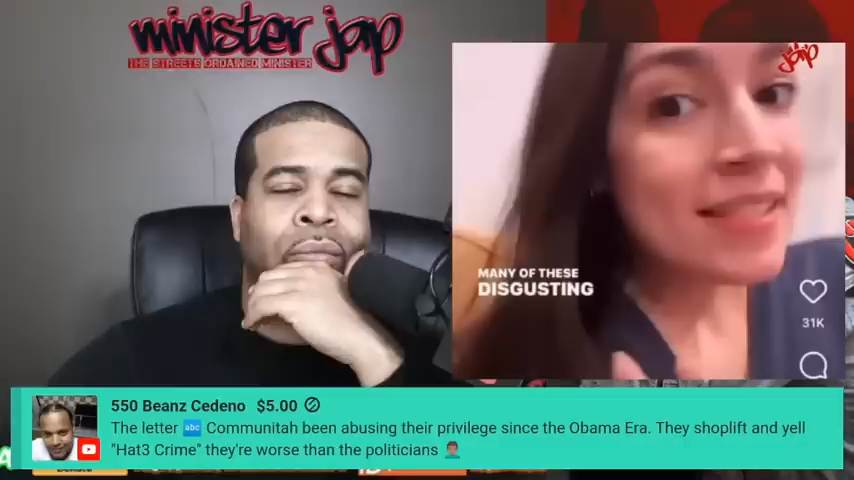 minister jap
THE STREETS ORDAINED MINISTER
jap
MANY OF THESE
DISGUSTING
31K
550 Beanz Cedeno $5.00
The letter 🔤 Communitah been abusing their privilege since the Obama Era. They shoplift and yell
"Hat3 Crime" they're worse than the politicians 🤦🏽‍♂️